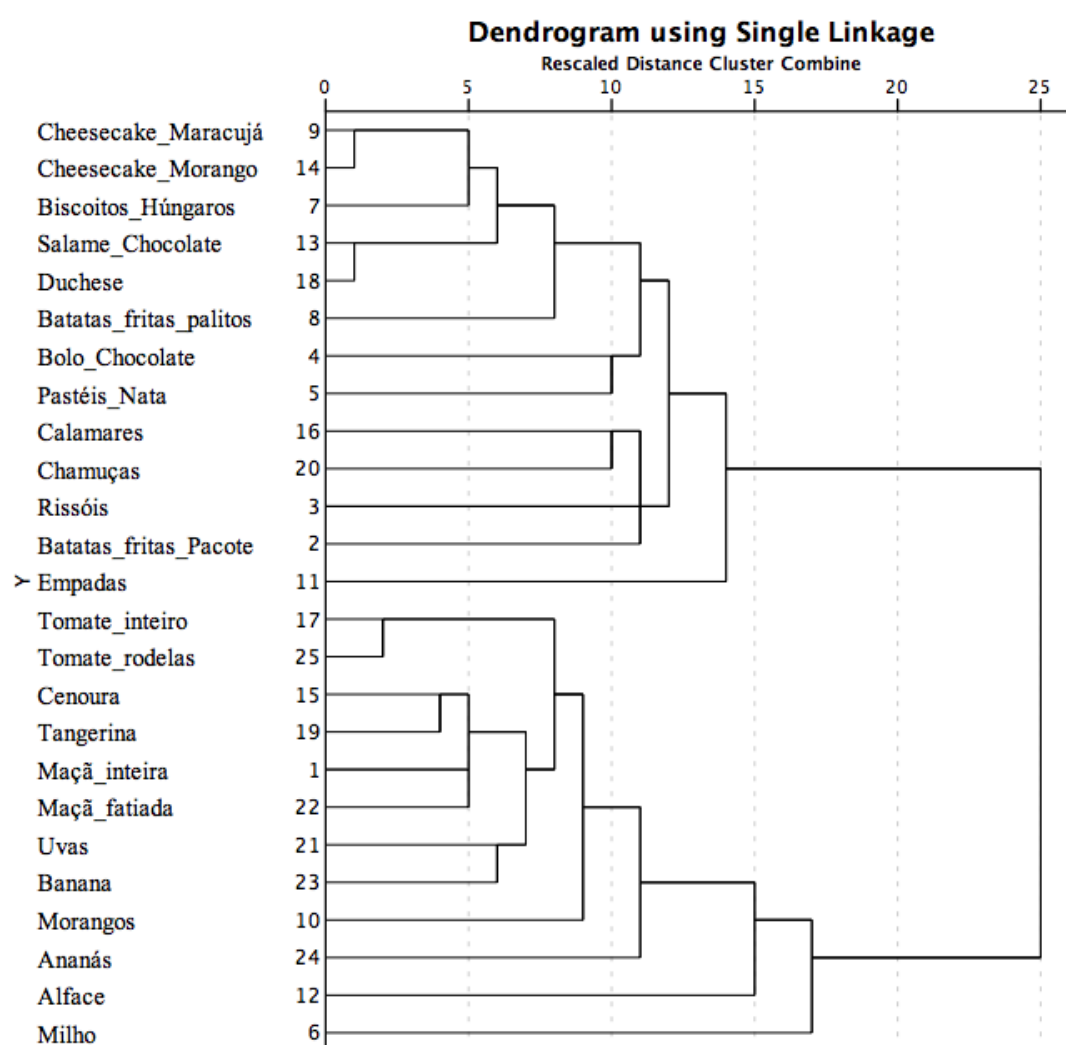 Dendrogram using Single Linkage
Rescaled Distance Cluster Combine
0 5 10 15 20 25
Cheesecake_Maracujá 9
Cheesecake_Morango 14
Biscoitos_Húngaros 7
Salame_Chocolate 13
Duchese 18
Batatas_fritas_palitos 8
Bolo_Chocolate 4
Pastéis_Nata 5
Calamares 16
Chamuças 20
Rissóis 3
Batatas_fritas_Pacote 2
Y Empadas 11
Tomate_inteiro 17
Tomate_rodelas 25
Cenoura 15
Tangerina 19
Maçã_inteira 1
Maçã_fatiada 22
Uvas 21
Banana 23
Morangos 10
Ananás 24
Alface 12
Milho 6